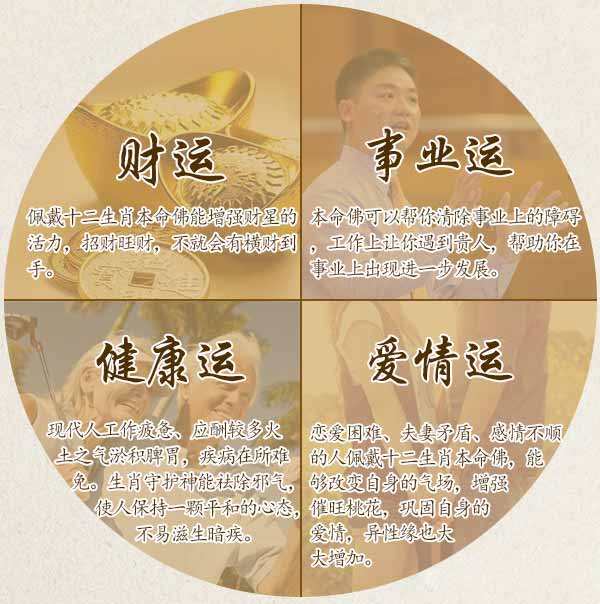 财运
佩戴十二生肖本命佛能增强财星的
活力，招财旺财，不就会有横财到
手。
事业运
本命佛可以帮你清除事业上的障碍
，工作上让你遇到贵人，帮助你在
事业上出现进一步发展。
健康运
现代人工作疲惫、应酬较多火
土之气淤积脾胃，疾病在所难
免。生肖守护神能祛除邪气，
使人保持一颗平和的心态，
不易滋生暗疾。
爱情运
恋爱困难、夫妻矛盾、感情不顺
的人佩戴十二生肖本命佛，能
够改变自身的气场，增强
催旺桃花，巩固自身的
爱情，异性缘也大
大增加。